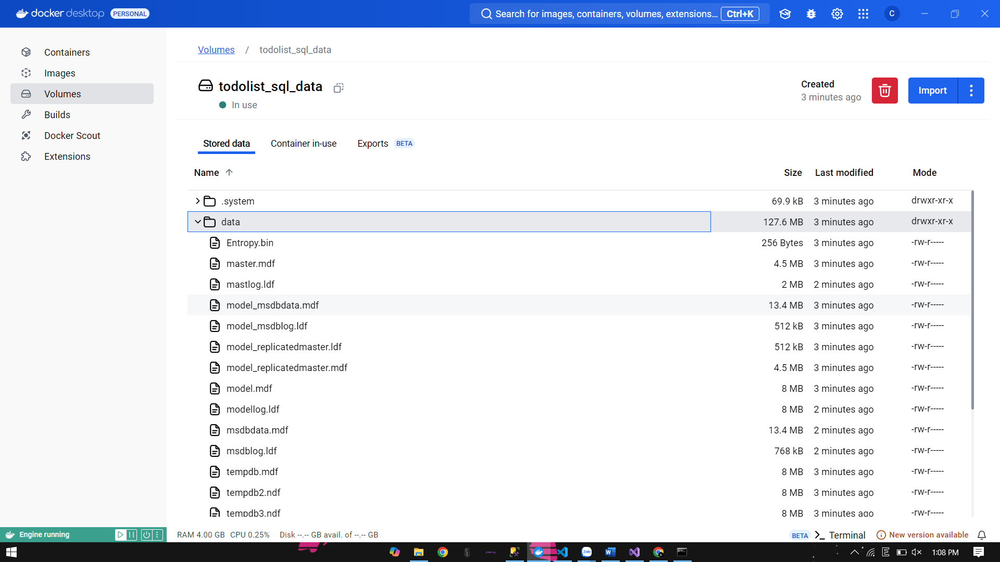 docker desktop PERSONAL
Search for images, containers, volumes, extensions... Ctrl+K
C
Containers
Images
Volumes
Builds
Docker Scout
Extensions
Volumes / todolist_sql_data
todolist_sql_data
In use
Created
3 minutes ago
Import
Stored data Container in-use Exports BETA
Name Size Last modified Mode
.system 69.9 kB 3 minutes ago drwxr-xr-x
data 127.6 MB 3 minutes ago drwxr-xr-x
Entropy.bin 256 Bytes 3 minutes ago -rw-r-----
master.mdf 4.5 MB 3 minutes ago -rw-r-----
mastlog.ldf 2 MB 2 minutes ago -rw-r-----
model_msdbdata.mdf 13.4 MB 3 minutes ago -rw-r-----
model_msdblog.ldf 512 kB 3 minutes ago -rw-r-----
model_replicatedmaster.ldf 512 kB 3 minutes ago -rw-r-----
model_replicatedmaster.mdf 4.5 MB 3 minutes ago -rw-r-----
model.mdf 8 MB 3 minutes ago -rw-r-----
modellog.ldf 8 MB 2 minutes ago -rw-r-----
msdbdata.mdf 13.4 MB 2 minutes ago -rw-r-----
msdblog.ldf 768 kB 2 minutes ago -rw-r-----
tempdb.mdf 8 MB 3 minutes ago -rw-r-----
tempdb2.ndf 8 MB 3 minutes ago -rw-r-----
tempdb3.ndf 8 MB 3 minutes ago -rw-r-----
Engine running
RAM 4.00 GB CPU 0.25% Disk --.-- GB avail. of --.-- GB
BETA Terminal New version available
Zalo
E
1:08 PM